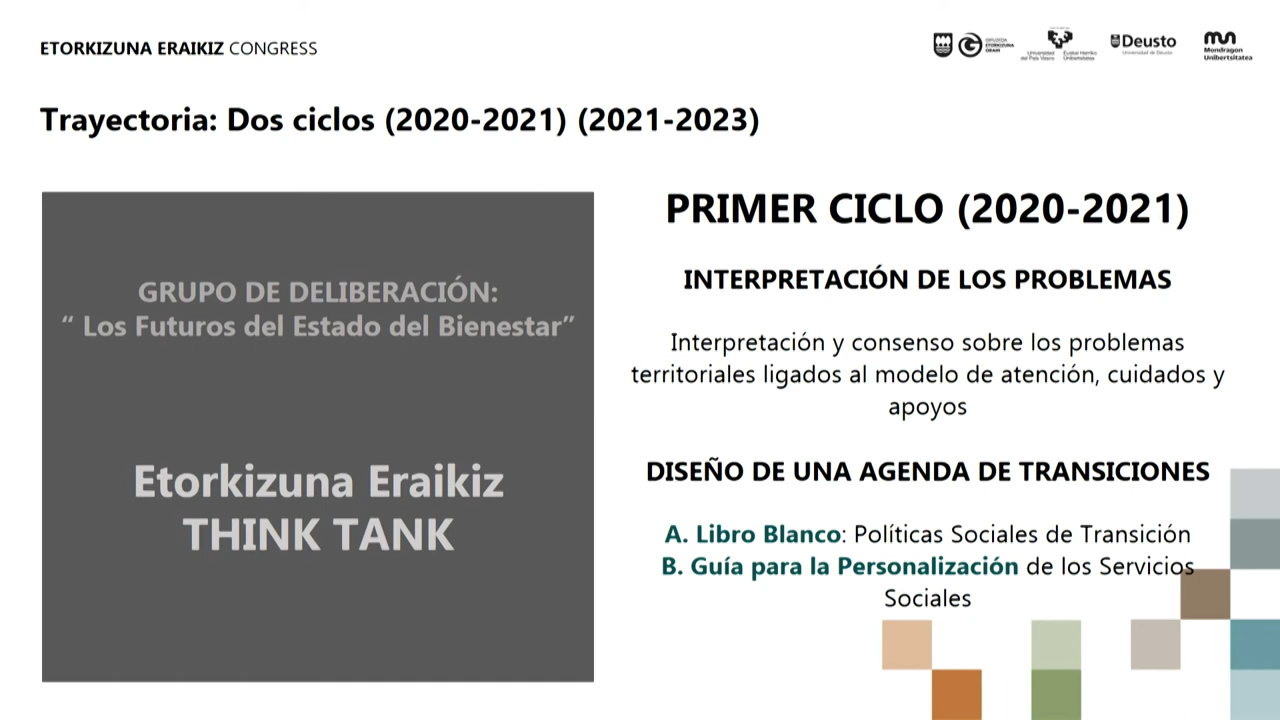 ETORKIZUNA ERAIKIZ CONGRESS
Deusto
Universidad de Deusto
Mondragon
Unibertsitatea
Trayectoria: Dos ciclos (2020-2021) (2021-2023)
GRUPO DE DELIBERACIÓN:
“ Los Futuros del Estado del Bienestar”
Etorkizuna Eraikiz
THINK TANK
PRIMER CICLO (2020-2021)
INTERPRETACIÓN DE LOS PROBLEMAS
Interpretación y consenso sobre los problemas
territoriales ligados al modelo de atención, cuidados y
apoyos
DISEÑO DE UNA AGENDA DE TRANSICIONES
A. Libro Blanco: Políticas Sociales de Transición
B. Guía para la Personalización de los Servicios
Sociales